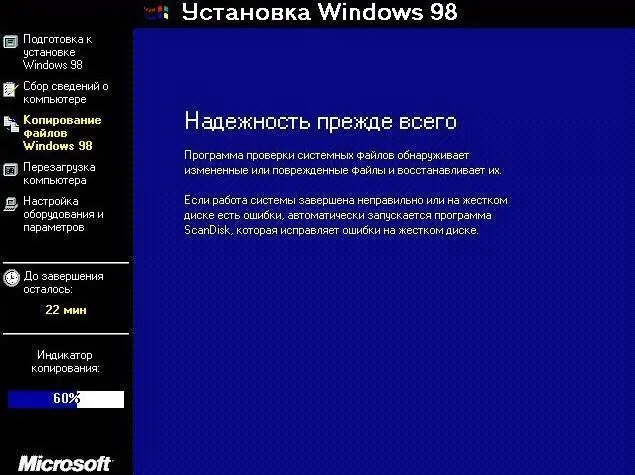 Установка Windows 98
Подготовка к
установке
Windows 98
Сбор сведений о
компьютере
Копирование
файлов
Windows 98
Перезагрузка
компьютера
Настройка
оборудования и
параметров
До завершения
осталось:
22 мин
Индикатор
копирования:
60%
Microsoft
Надежность прежде всего
Программа проверки системных файлов обнаруживает
измененные или поврежденные файлы и восстанавливает их.
Если работа системы завершена неправильно или на жестком
диске есть ошибки, автоматически запускается программа
ScanDisk, которая исправляет ошибки на жестком диске.